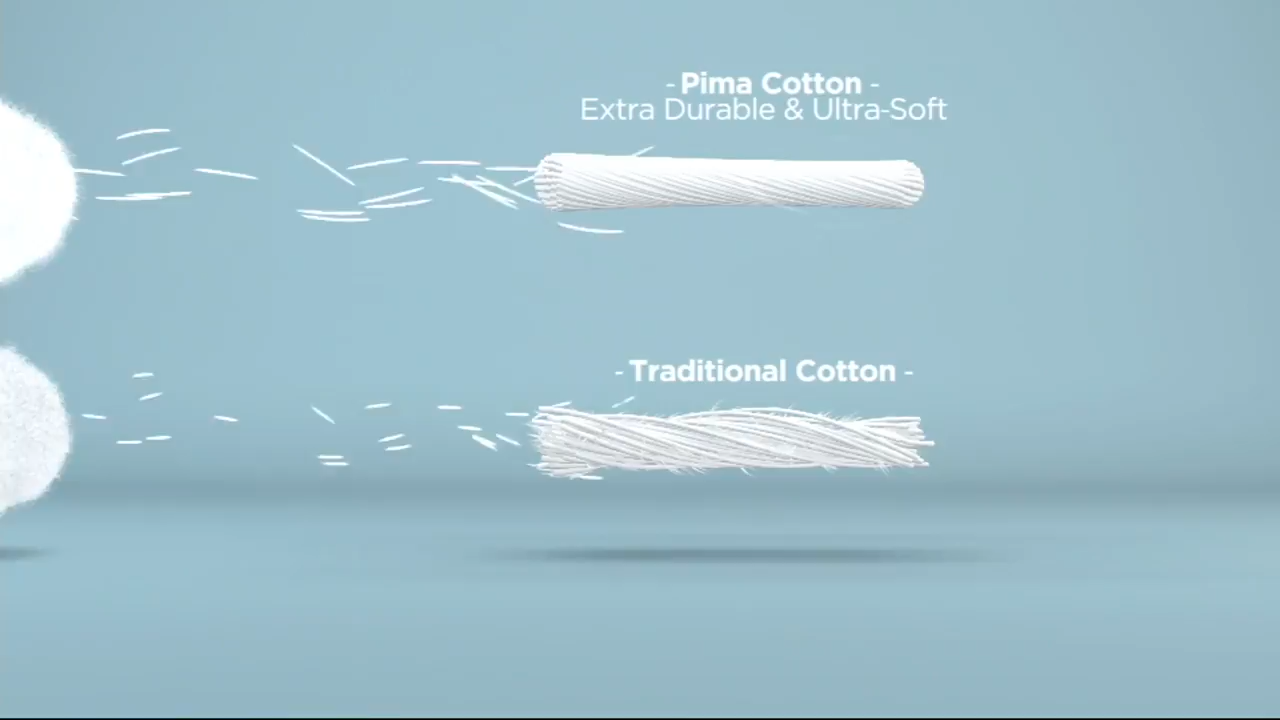 - Pima Cotton -
Extra Durable & Ultra-Soft
- Traditional Cotton -